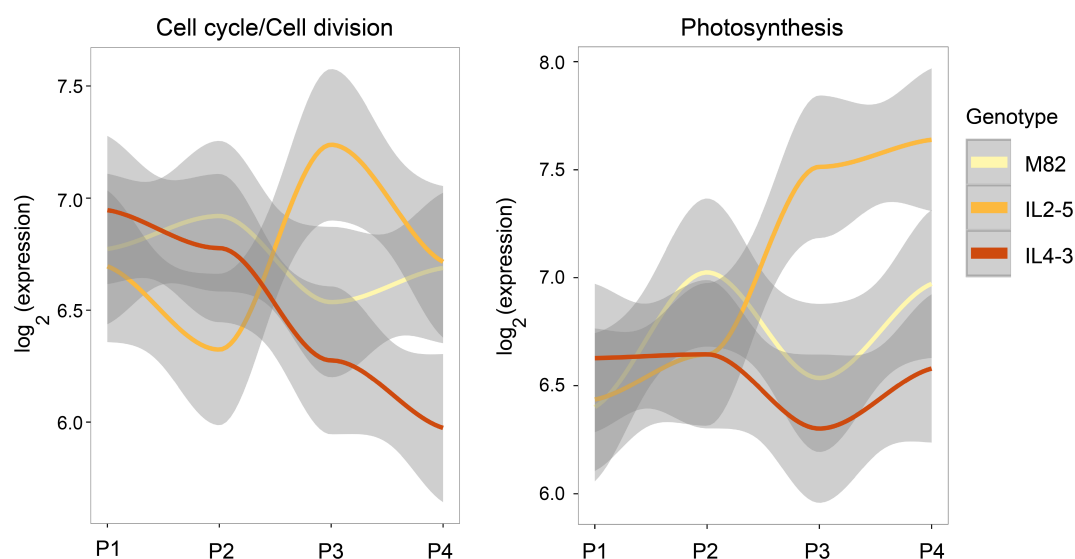 Cell cycle/Cell division
Photosynthesis
log2(expression)
7.5
7.0
6.5
6.0
P1 P2 P3 P4
log2(expression)
8.0
7.5
7.0
6.5
6.0
P1 P2 P3 P4
Genotype
M82
IL2-5
IL4-3